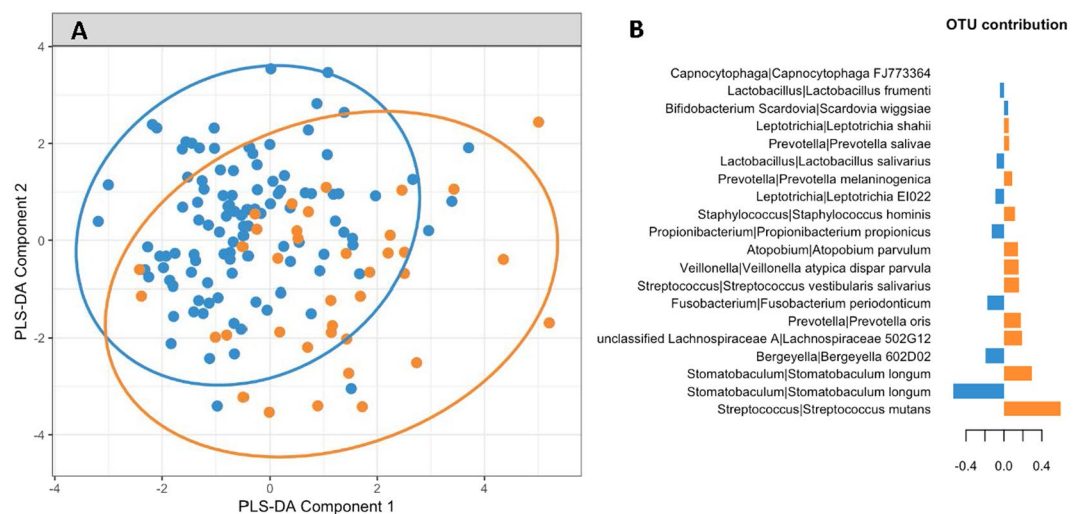 A
4
2
0
-2
-4
-4
-2
0
2
4
PLS-DA Component 2
PLS-DA Component 1
B
OTU contribution
Capnocytophaga|Capnocytophaga FJ773364
Lactobacillus|Lactobacillus frumenti
Bifidobacterium Scardovia|Scardovia wiggsiae
Leptotrichia|Leptotrichia shahii
Prevotella|Prevotella salivae
Lactobacillus|Lactobacillus salivarius
Prevotella|Prevotella melaninogenica
Leptotrichia|Leptotrichia EI022
Staphylococcus|Staphylococcus hominis
Propionibacterium|Propionibacterium propionicus
Atopobium|Atopobium parvulum
Veillonella|Veillonella atypica dispar parvula
Streptococcus|Streptococcus vestibularis salivarius
Fusobacterium|Fusobacterium periodonticum
Prevotella|Prevotella oris
unclassified Lachnospiraceae A|Lachnospiraceae 502G12
Bergeyella|Bergeyella 602D02
Stomatobaculum|Stomatobaculum longum
Stomatobaculum|Stomatobaculum longum
Streptococcus|Streptococcus mutans
-0.4 0.0 0.4